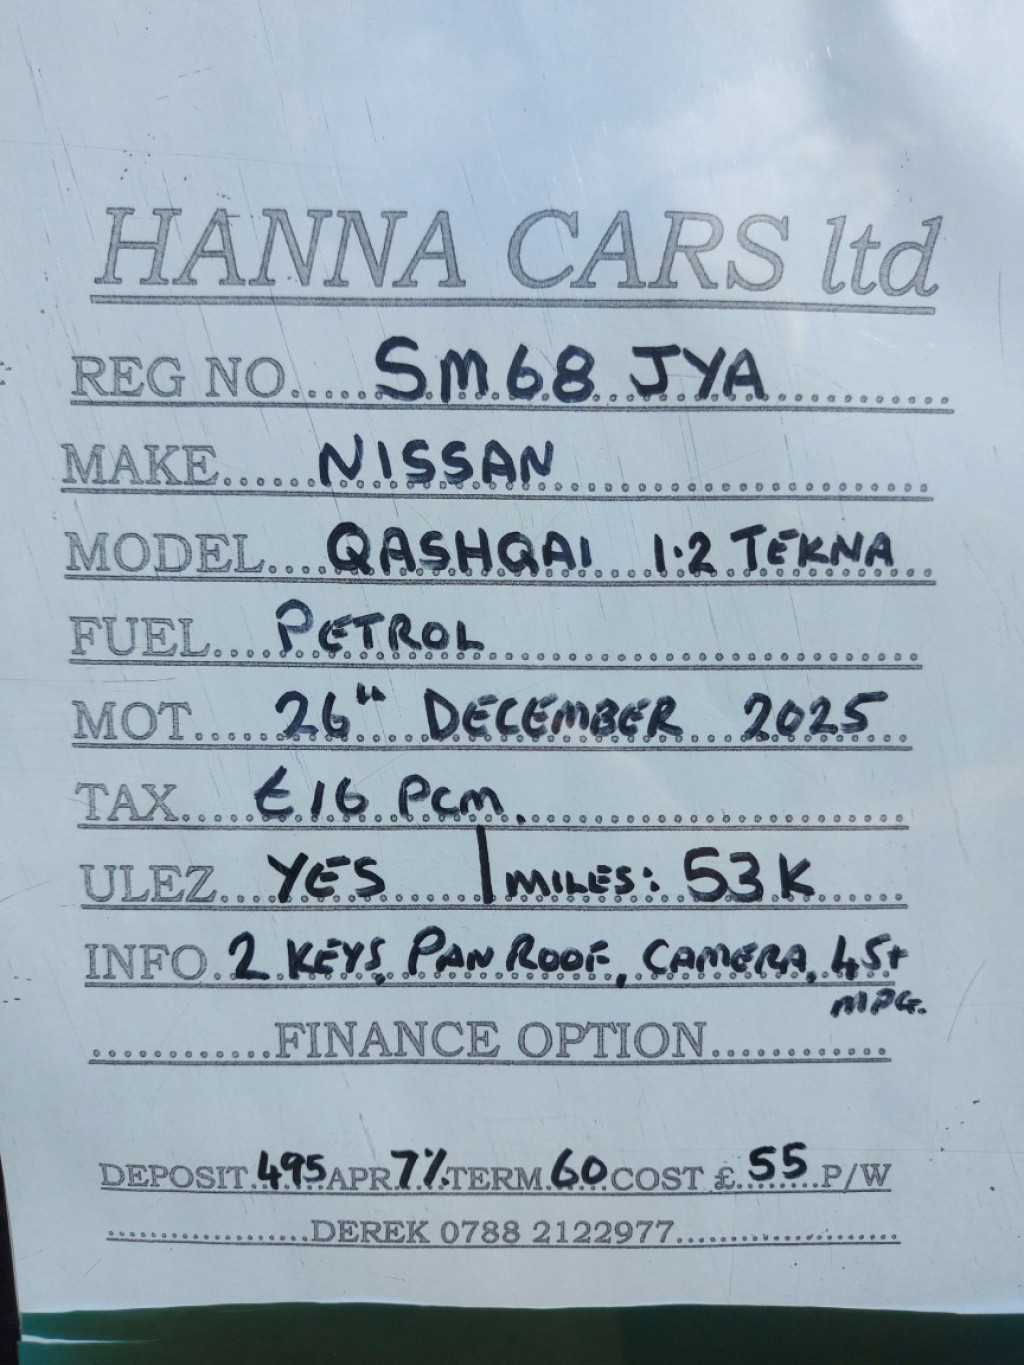 HANNA CARS ltd
REG NO..... SM68 JYA ..........
MAKE...... NISSAN ....................
MODEL.... QASHQAI 1.2 TEKNA ..
FUEL.... PETROL ........................
MOT..... 26TH DECEMBER 2025 ..
TAX..... £16 PCM .....................
ULEZ.... YES | MILES: 53K ......
INFO. 2 KEYS, PAN ROOF, CAMERA, 45+
MPG.
............FINANCE OPTION............
DEPOSIT 495 APR 7% TERM 60 COST £ 55 P/W
....................DEREK 0788 2122977.....................